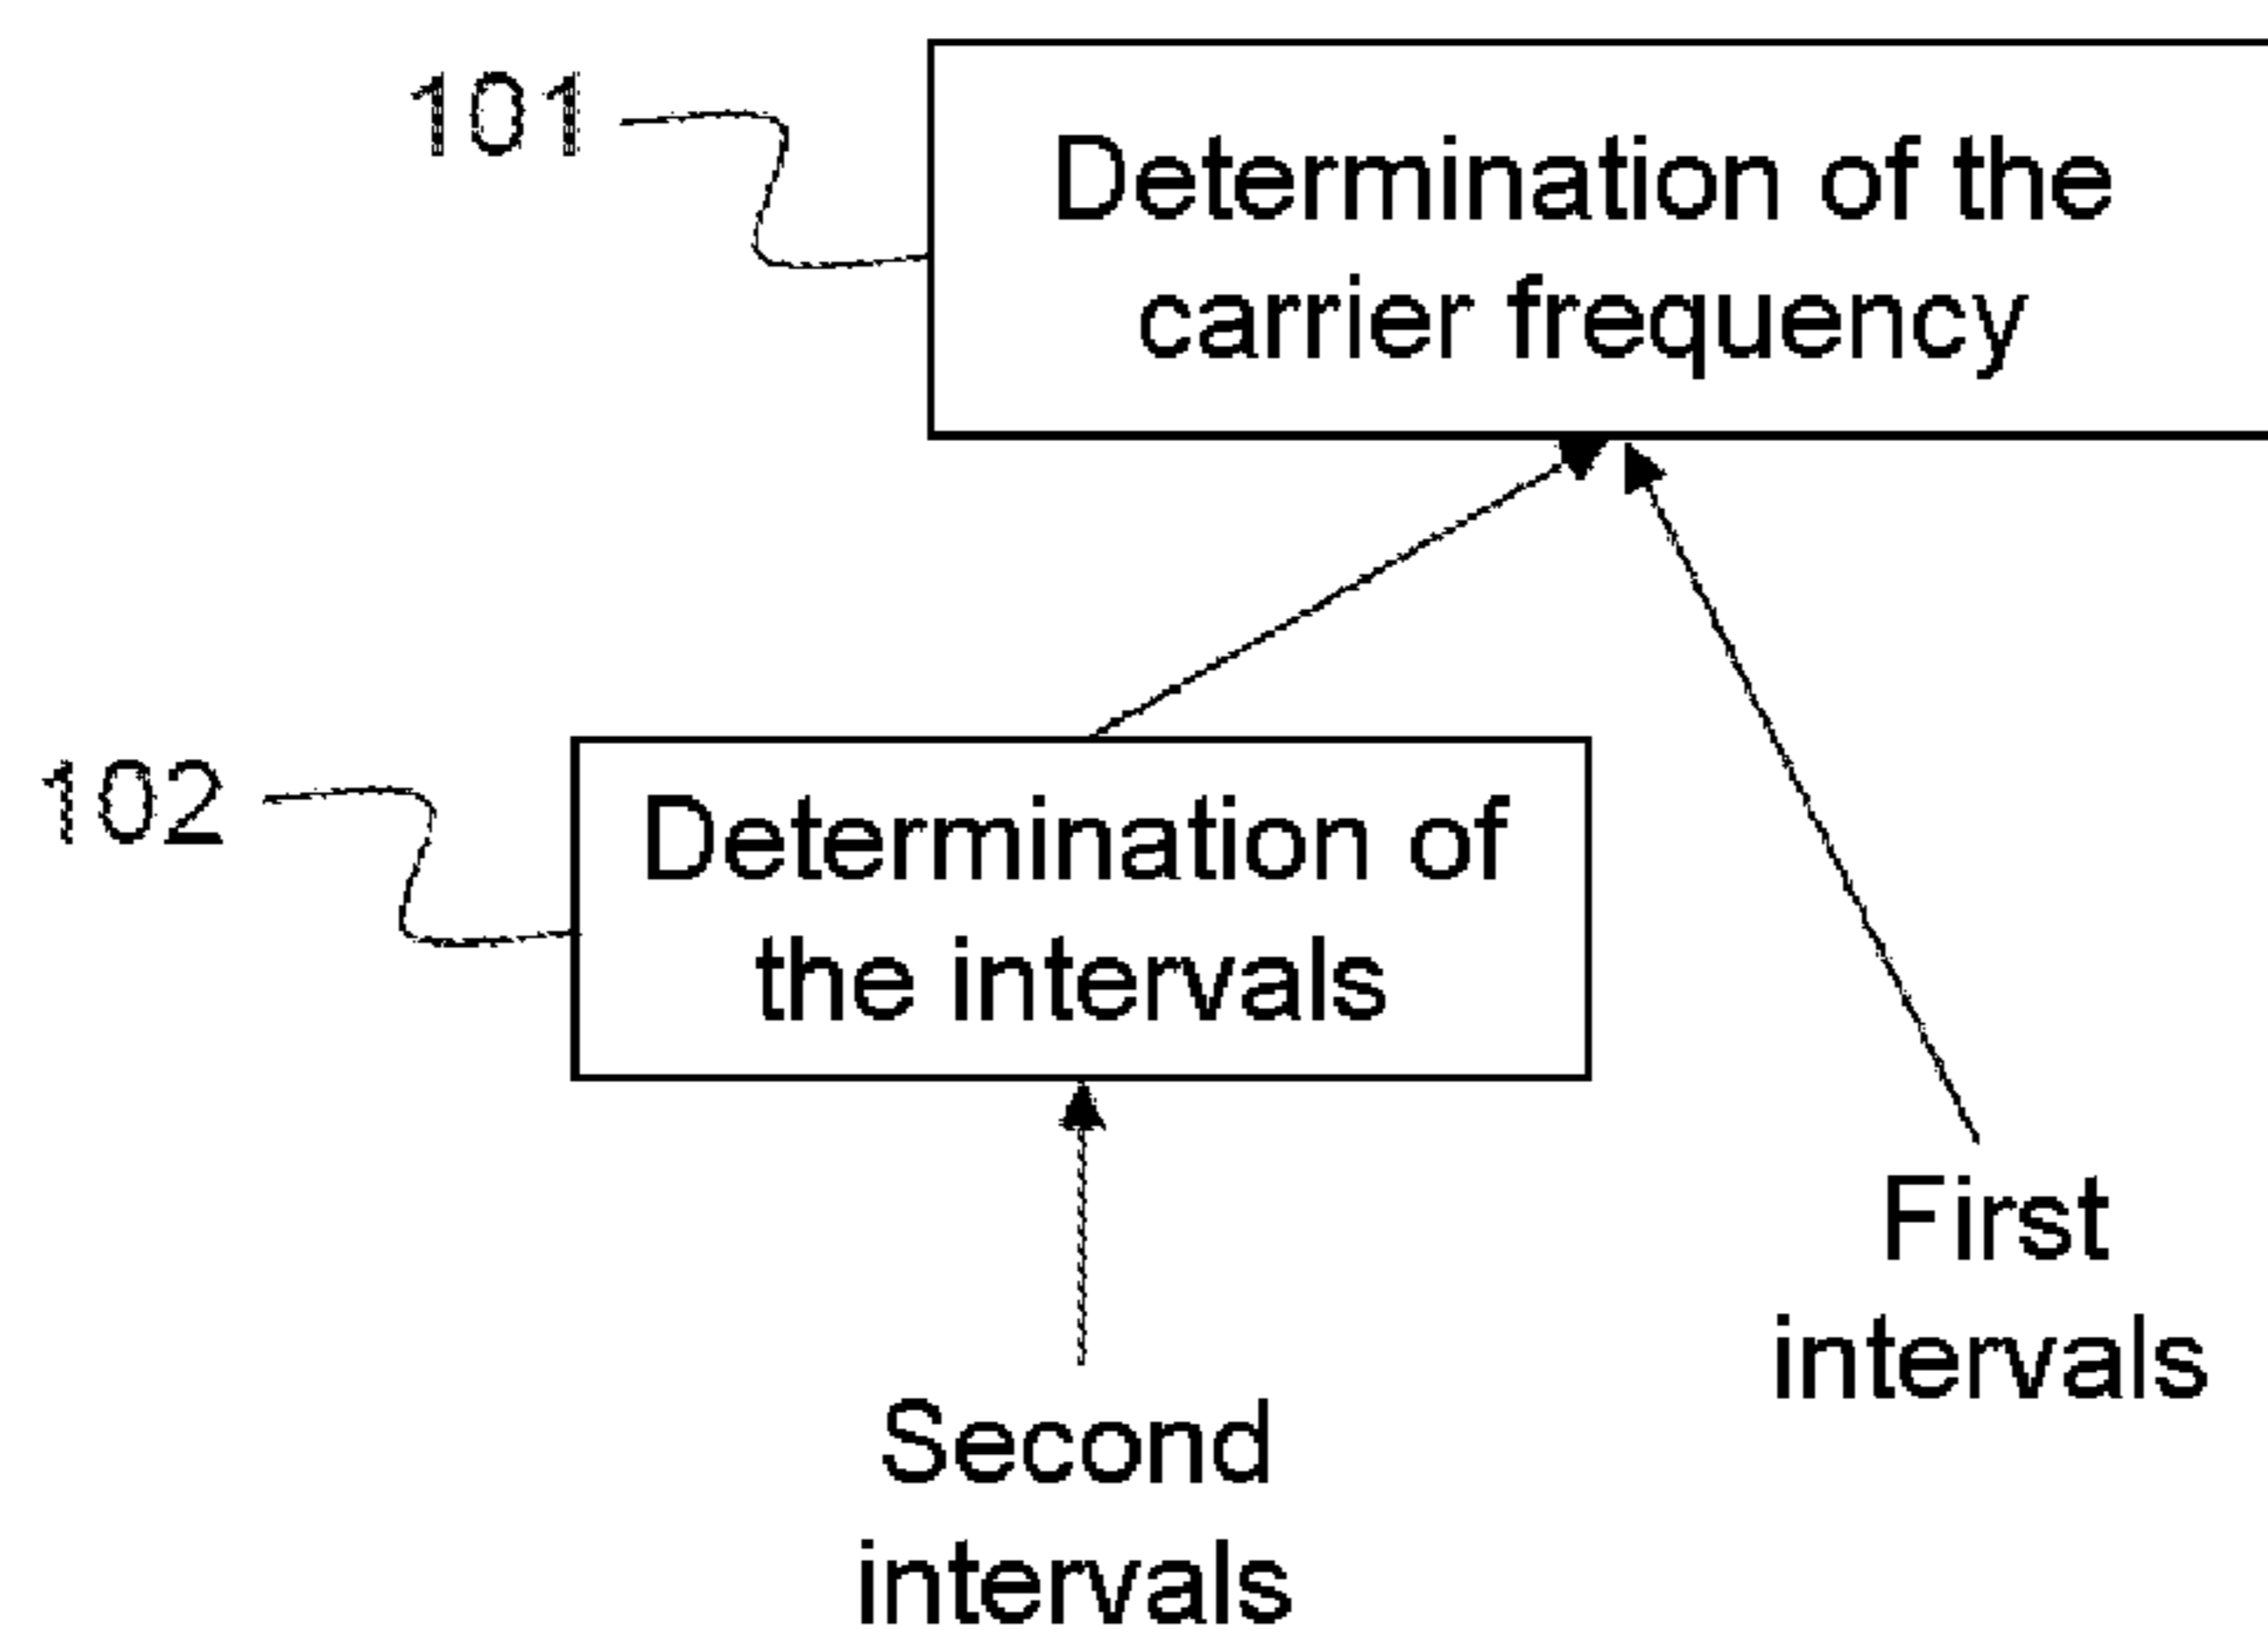 101
Determination of the
carrier frequency
102
Determination of
the intervals
First
intervals
Second
intervals